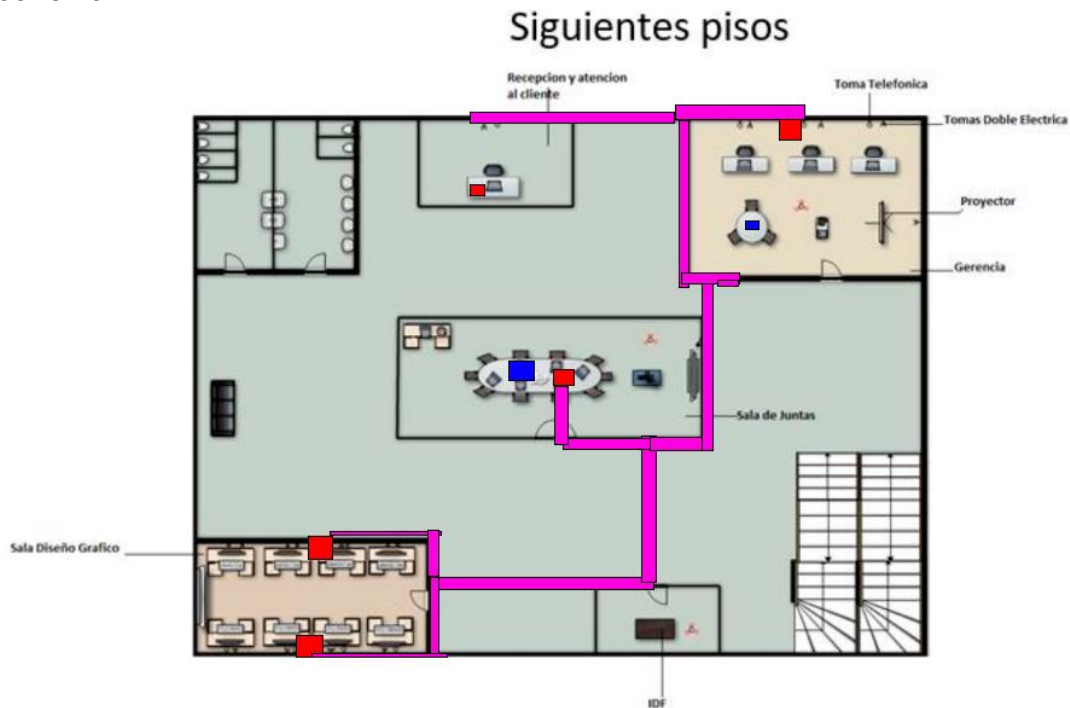 Siguientes pisos
Recepcion y atencion
al cliente
Toma Telefonica
Tomas Doble Electrica
Proyector
Gerencia
Sala de Juntas
Sala Diseño Grafico
IDF